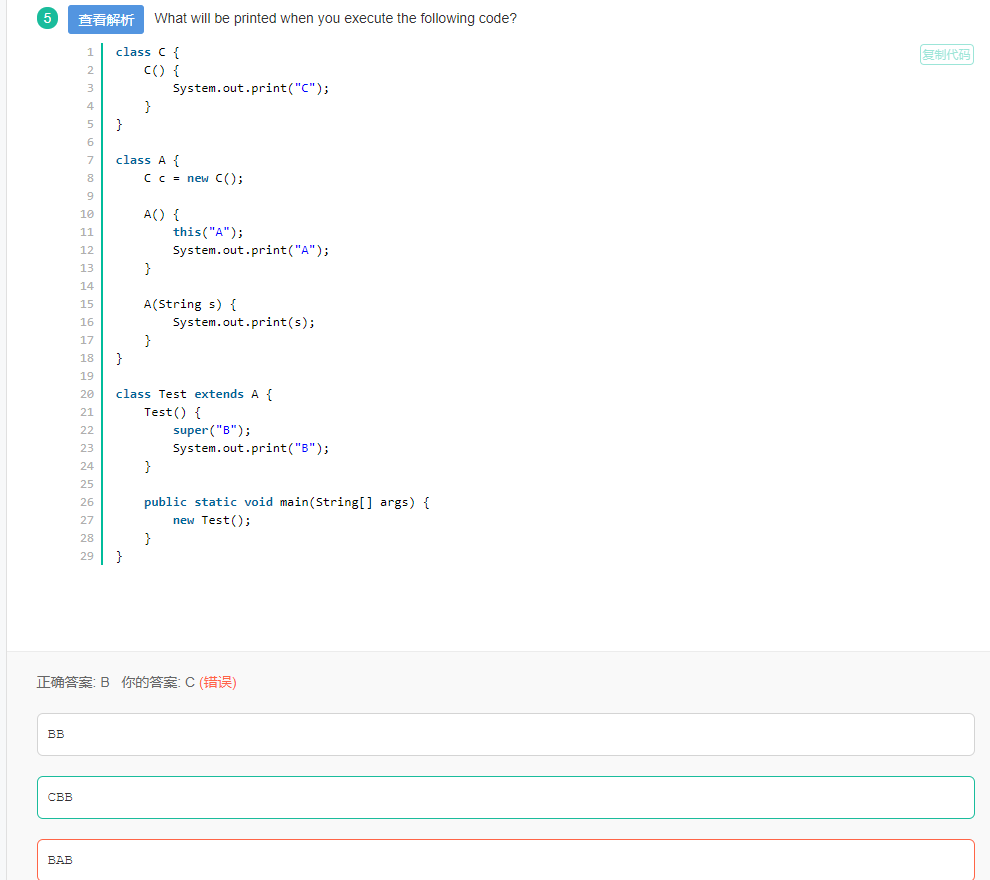 5 查看解析 What will be printed when you execute the following code?
复制代码
1 class C {
2     C() {
3         System.out.print("C");
4     }
5 }
6
7 class A {
8     C c = new C();
9
10     A() {
11         this("A");
12         System.out.print("A");
13     }
14
15     A(String s) {
16         System.out.print(s);
17     }
18 }
19
20 class Test extends A {
21     Test() {
22         super("B");
23         System.out.print("B");
24     }
25
26     public static void main(String[] args) {
27         new Test();
28     }
29 }
正确答案: B 你的答案: C (错误)
BB
CBB
BAB